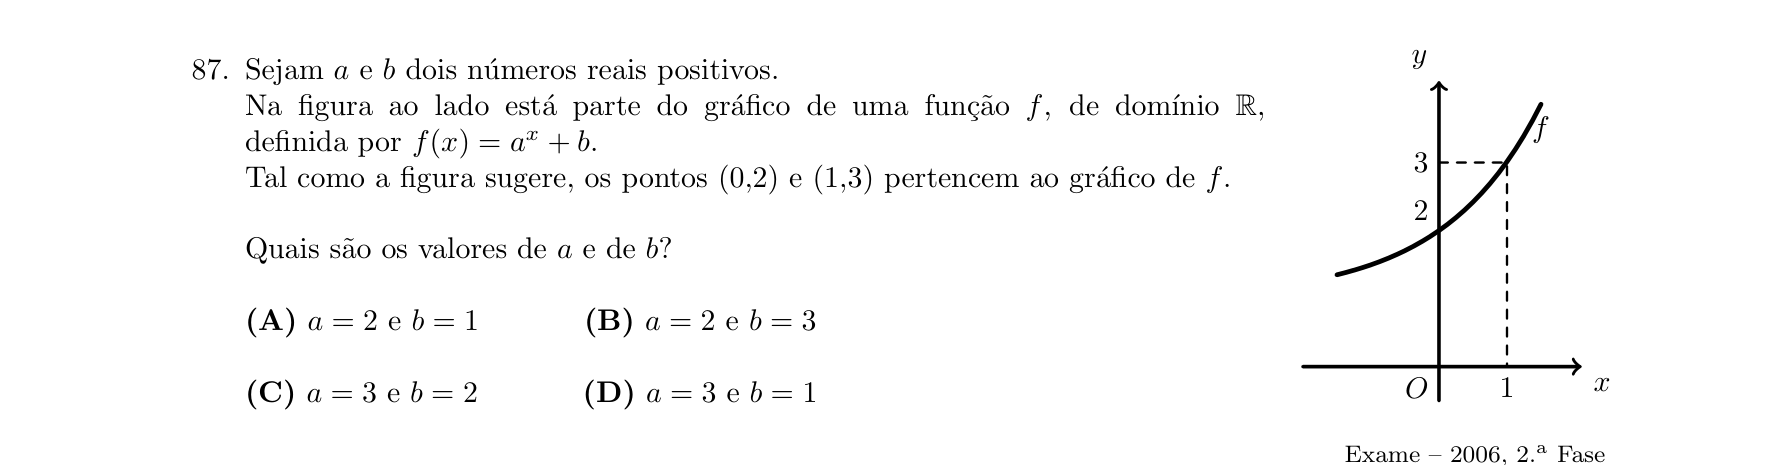 87. Sejam a e b dois números reais positivos.
Na figura ao lado está parte do gráfico de uma função f, de domínio ℝ,
definida por f(x) = aˣ + b.
Tal como a figura sugere, os pontos (0,2) e (1,3) pertencem ao gráfico de f.
Quais são os valores de a e de b?
(A) a = 2 e b = 1 (B) a = 2 e b = 3
(C) a = 3 e b = 2 (D) a = 3 e b = 1
y
f
3
2
O 1 x
Exame – 2006, 2.ª Fase